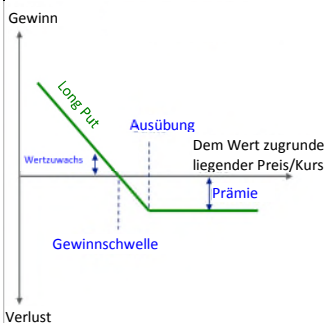 Gewinn
Long Put
Ausübung
Dem Wert zugrunde
liegender Preis/Kurs
Wertzuwachs
Prämie
Gewinnschwelle
Verlust